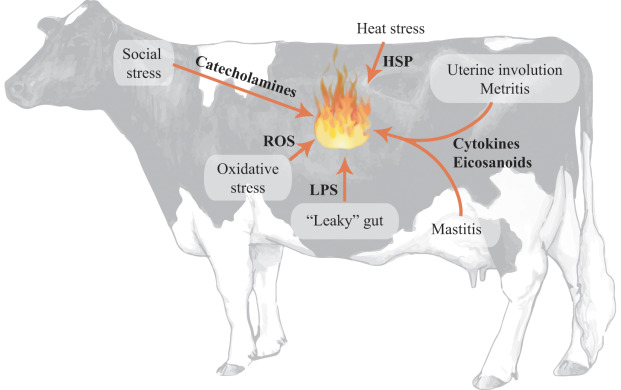 Heat stress
HSP
Social
stress
Catecholamines
Uterine involution
Metritis
ROS
Cytokines
Eicosanoids
Oxidative
stress
LPS
“Leaky” gut
Mastitis